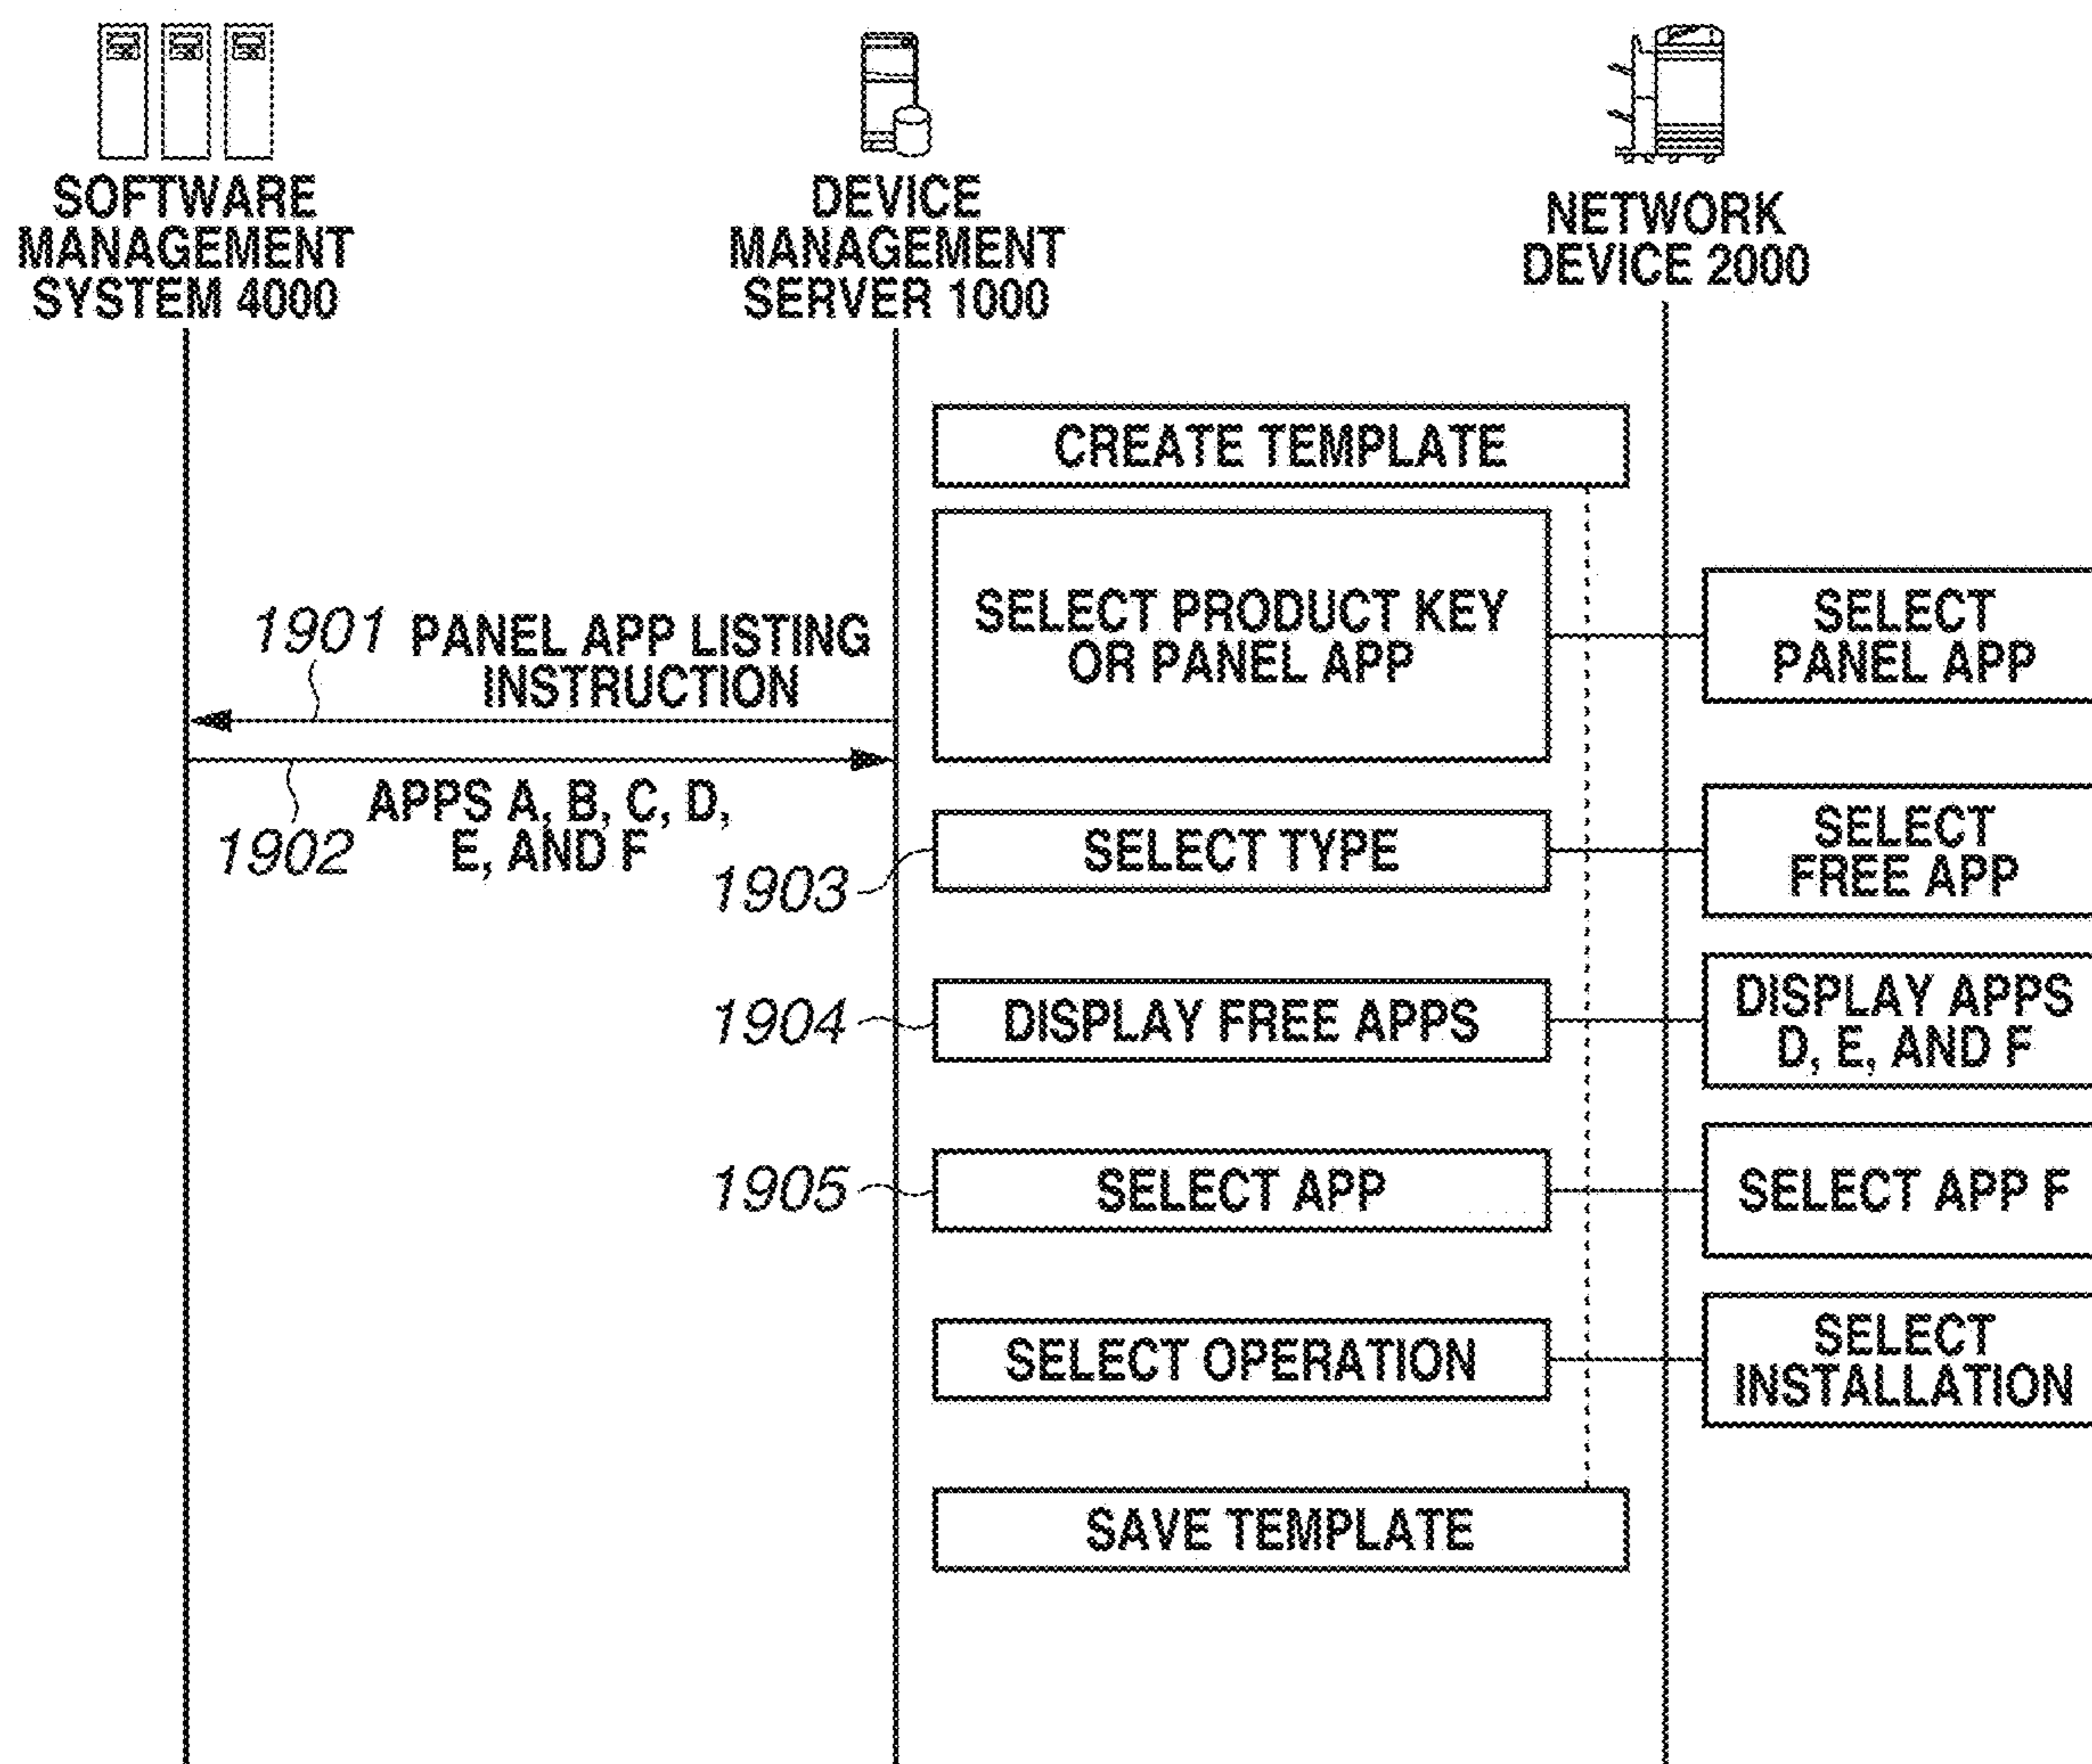 SOFTWARE
MANAGEMENT
SYSTEM 4000
DEVICE
MANAGEMENT
SERVER 1000
NETWORK
DEVICE 2000
CREATE TEMPLATE
SELECT PRODUCT KEY
OR PANEL APP
SELECT
PANEL APP
1901
PANEL APP LISTING
INSTRUCTION
1902
APPS A, B, C, D,
E, AND F
1903
SELECT TYPE
SELECT
FREE APP
1904
DISPLAY FREE APPS
DISPLAY APPS
D, E, AND F
1905
SELECT APP
SELECT APP F
SELECT OPERATION
SELECT
INSTALLATION
SAVE TEMPLATE